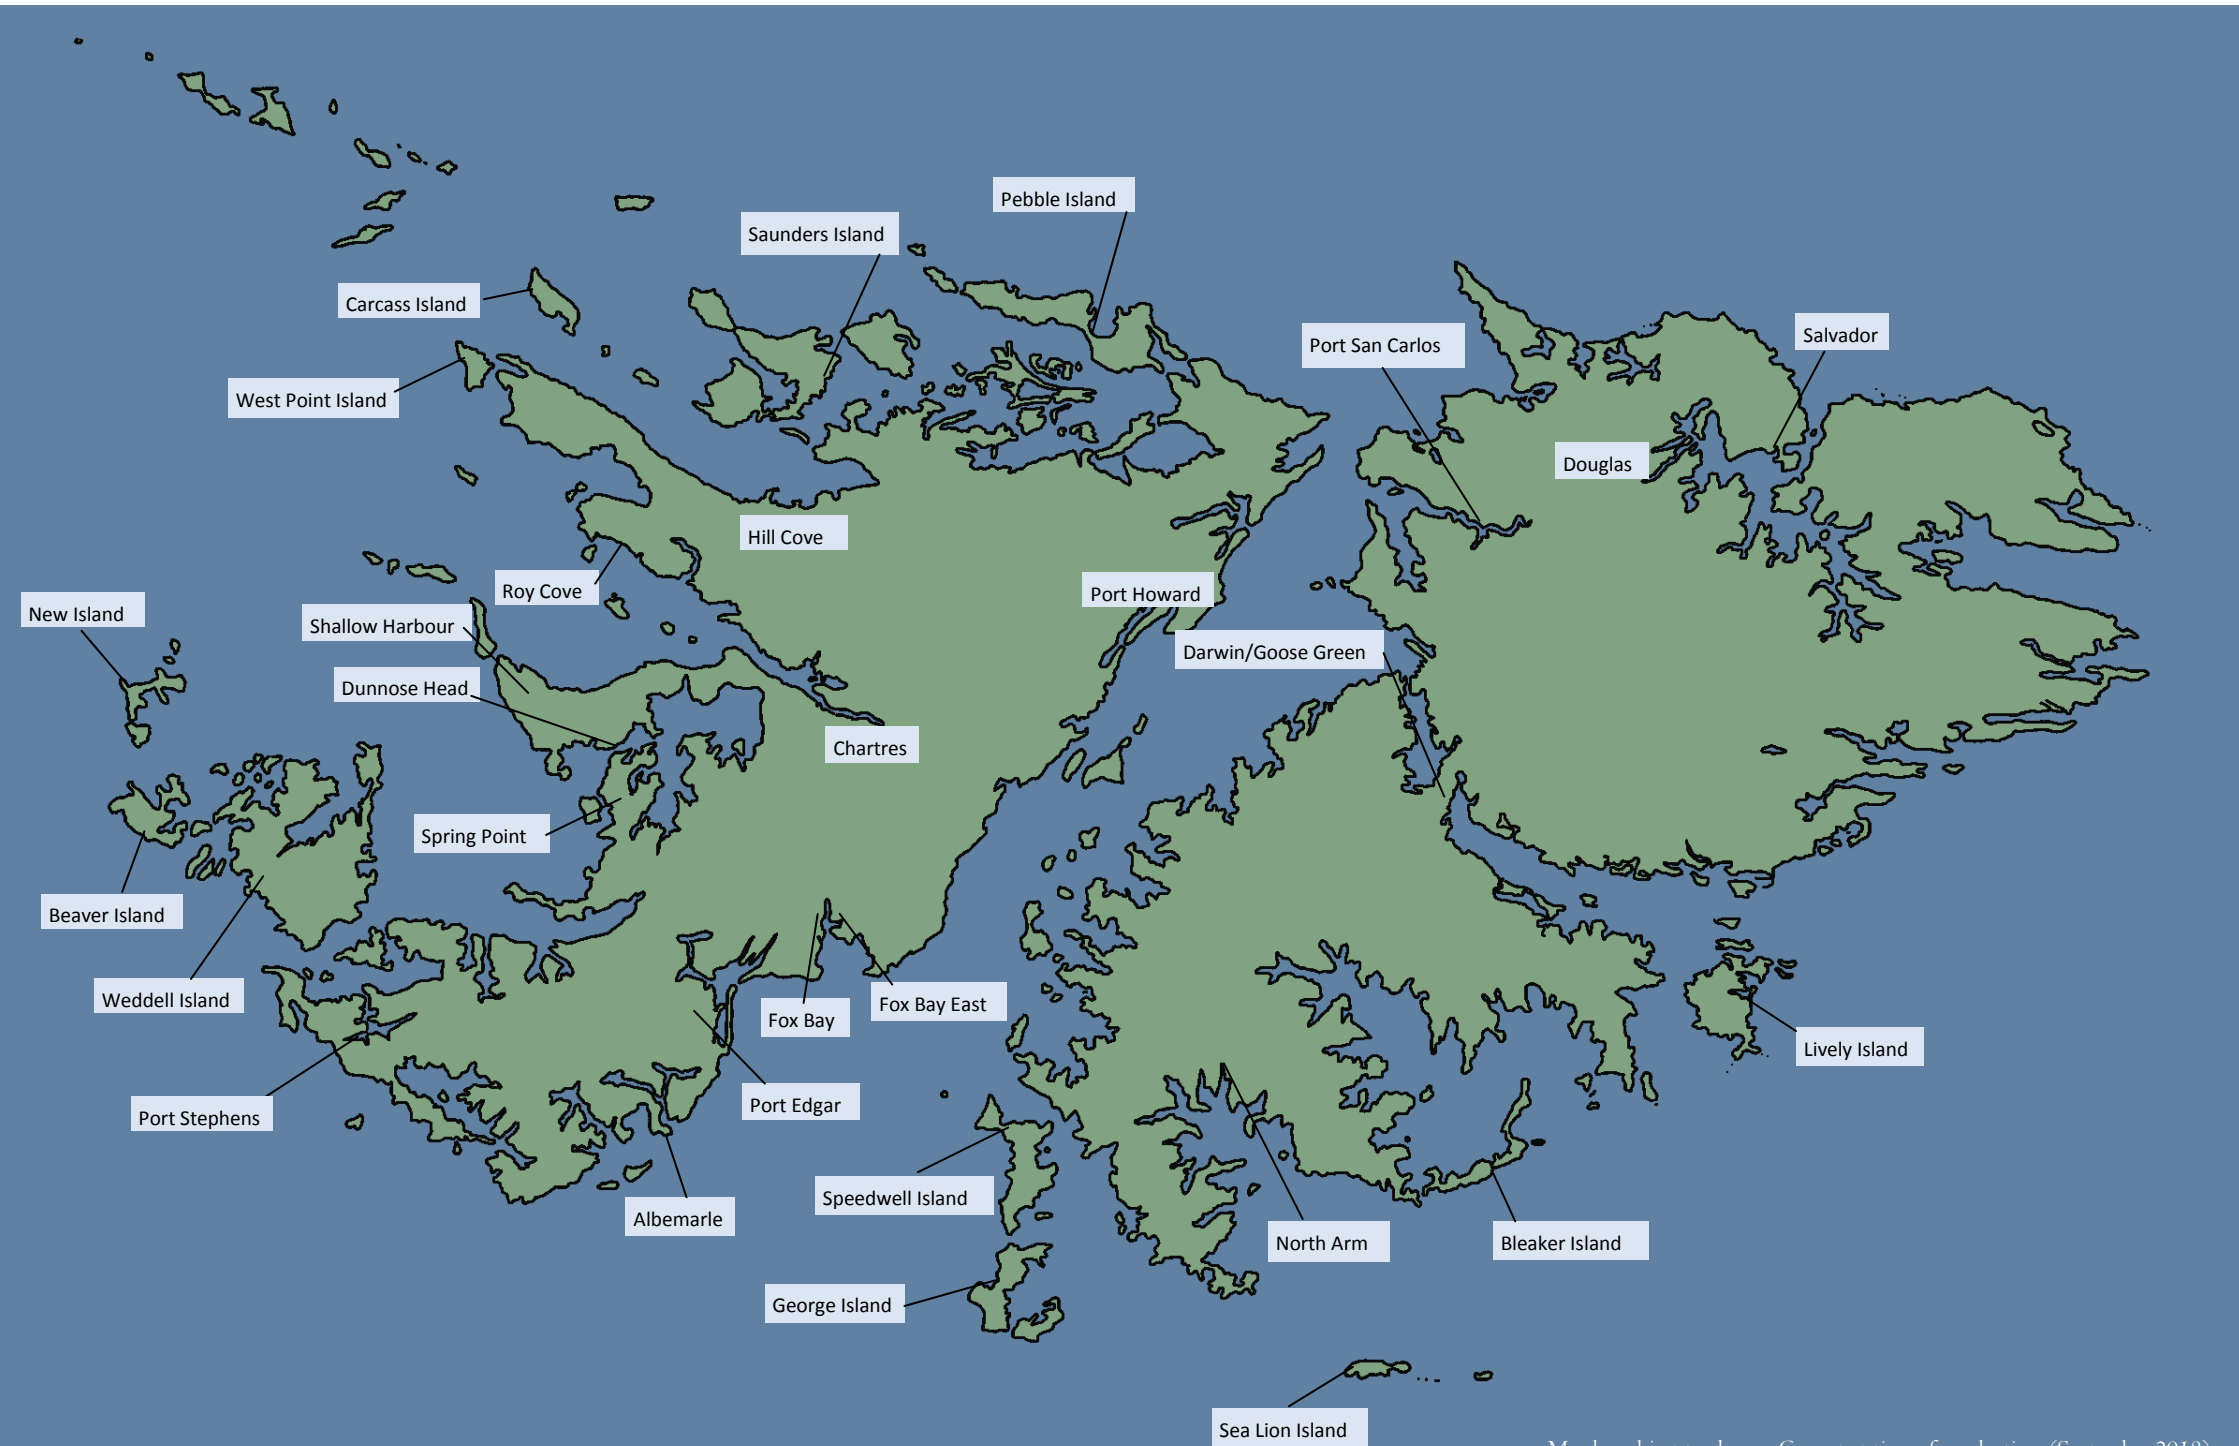 Pebble Island
Saunders Island
Carcass Island
Salvador
Port San Carlos
West Point Island
Douglas
Hill Cove
Roy Cove
Port Howard
New Island
Shallow Harbour
Darwin/Goose Green
Dunnose Head
Chartres
Spring Point
Beaver Island
Weddell Island
Fox Bay East
Fox Bay
Lively Island
Port Edgar
Port Stephens
Speedwell Island
Albemarle
North Arm
Bleaker Island
George Island
Sea Lion Island